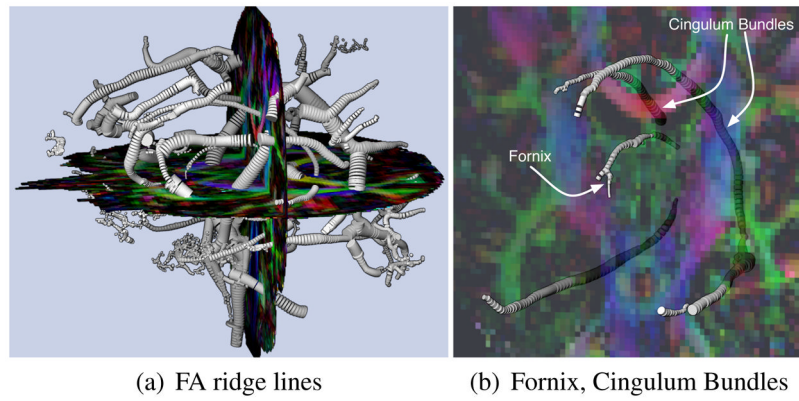 Cingulum Bundles
Fornix
(a) FA ridge lines
(b) Fornix, Cingulum Bundles